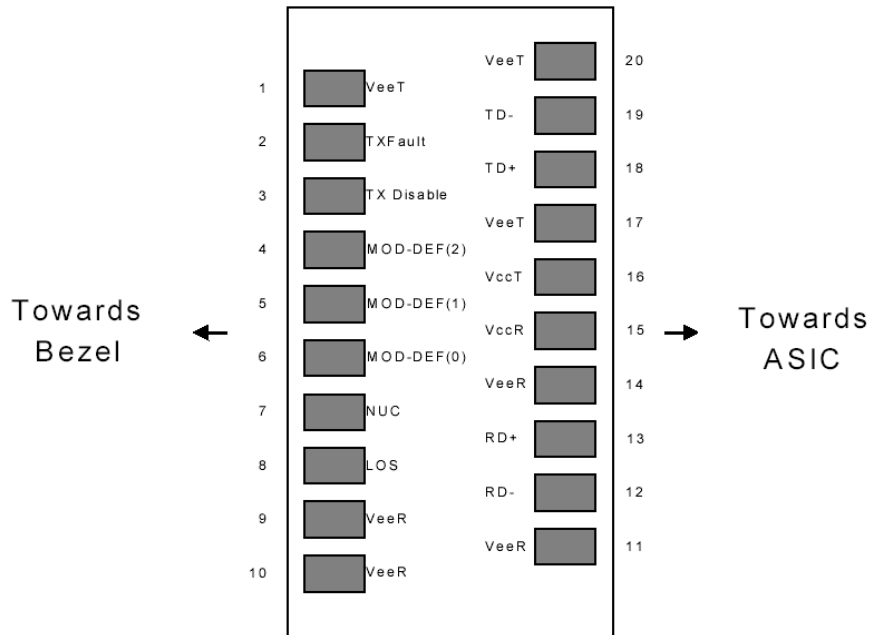 VeeT 20
1 VeeT
TD- 19
2 TXFault
TD+ 18
3 TX Disable
VeeT 17
4 MOD-DEF(2)
VccT 16
5 MOD-DEF(1)
Towards
Bezel
VccR 15
Towards
ASIC
6 MOD-DEF(0)
VeeR 14
7 NUC
RD+ 13
8 LOS
RD- 12
9 VeeR
VeeR 11
10 VeeR